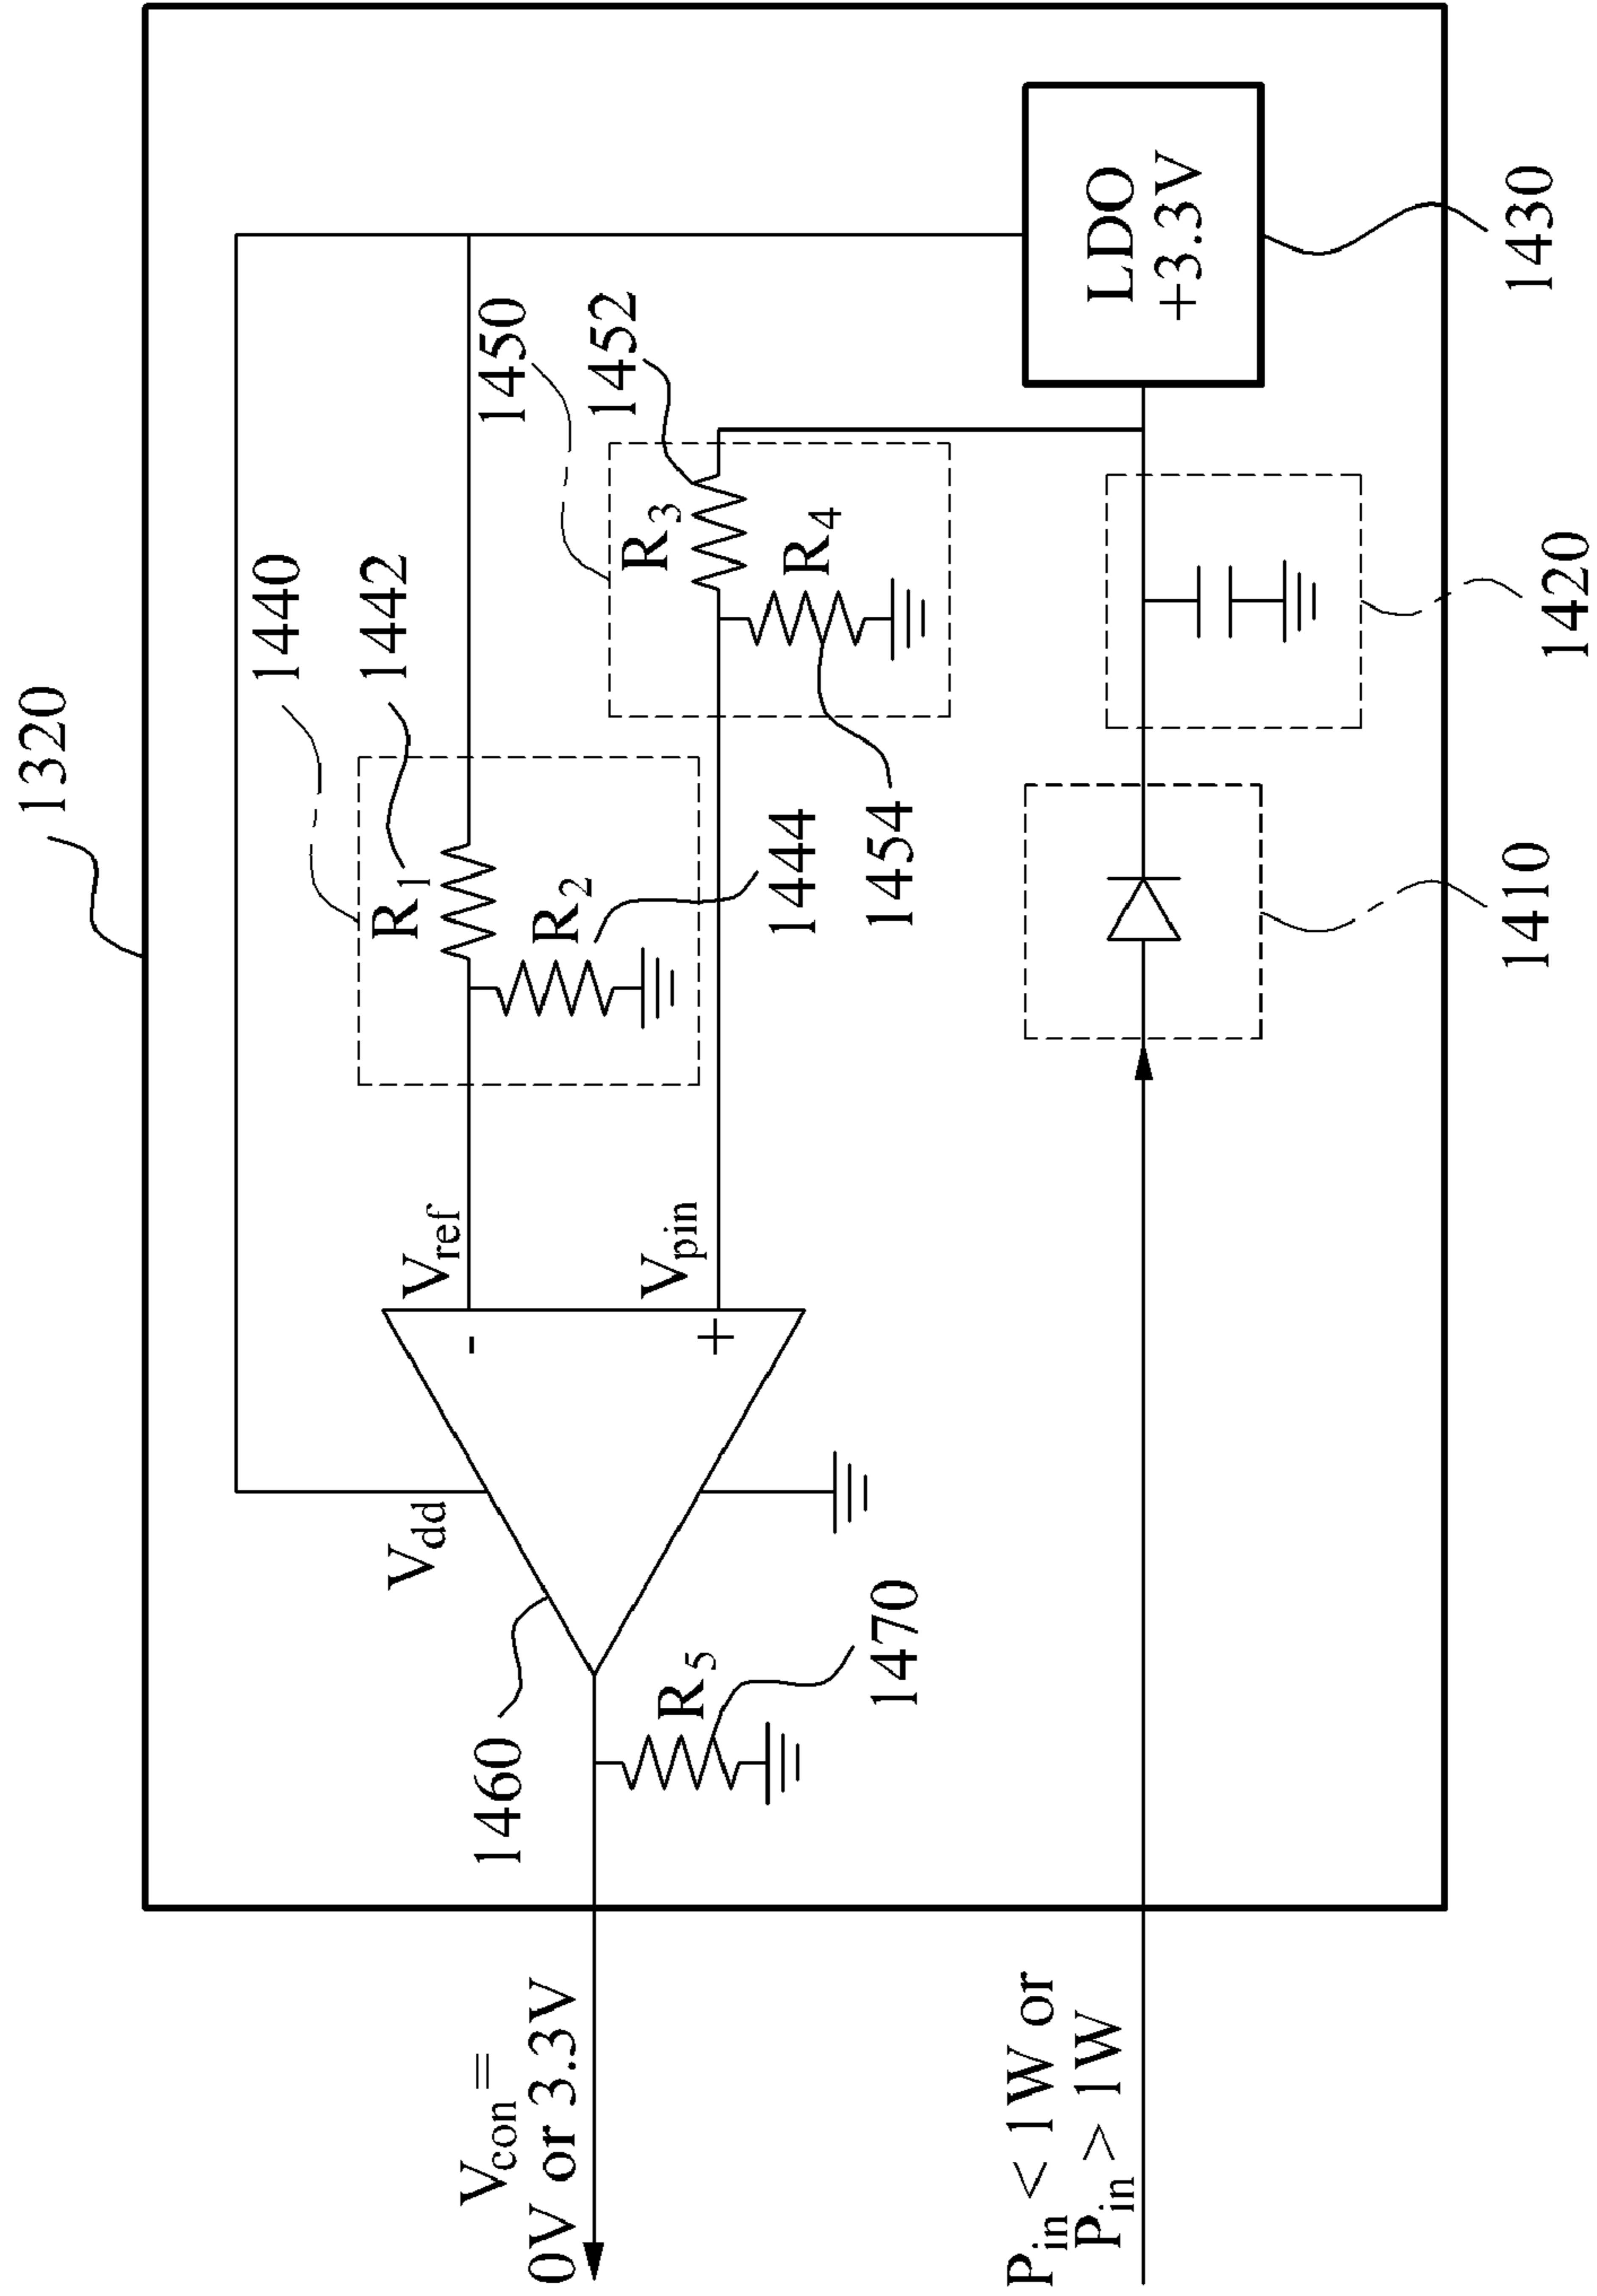 1320
1440
1442
1450
1452
R1
R2
1444
R3
R4
1454
Vref
Vpin
-
+
Vdd
1460
R5
1470
Vcon =
0V or 3.3V
Pin < 1W or
Pin > 1W
LDO
+3.3V
1410
1420
1430